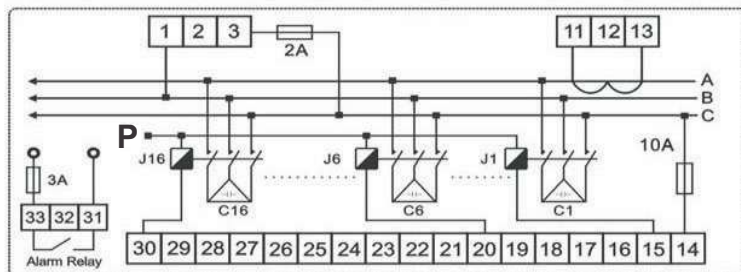 1 2 3
2A
11 12 13
A
B
C
P
J16
J6
J1
10A
3A
C16
C6
C1
33 32 31
30 29 28 27 26 25 24 23 22 21 20 19 18 17 16 15 14
Alarm Relay